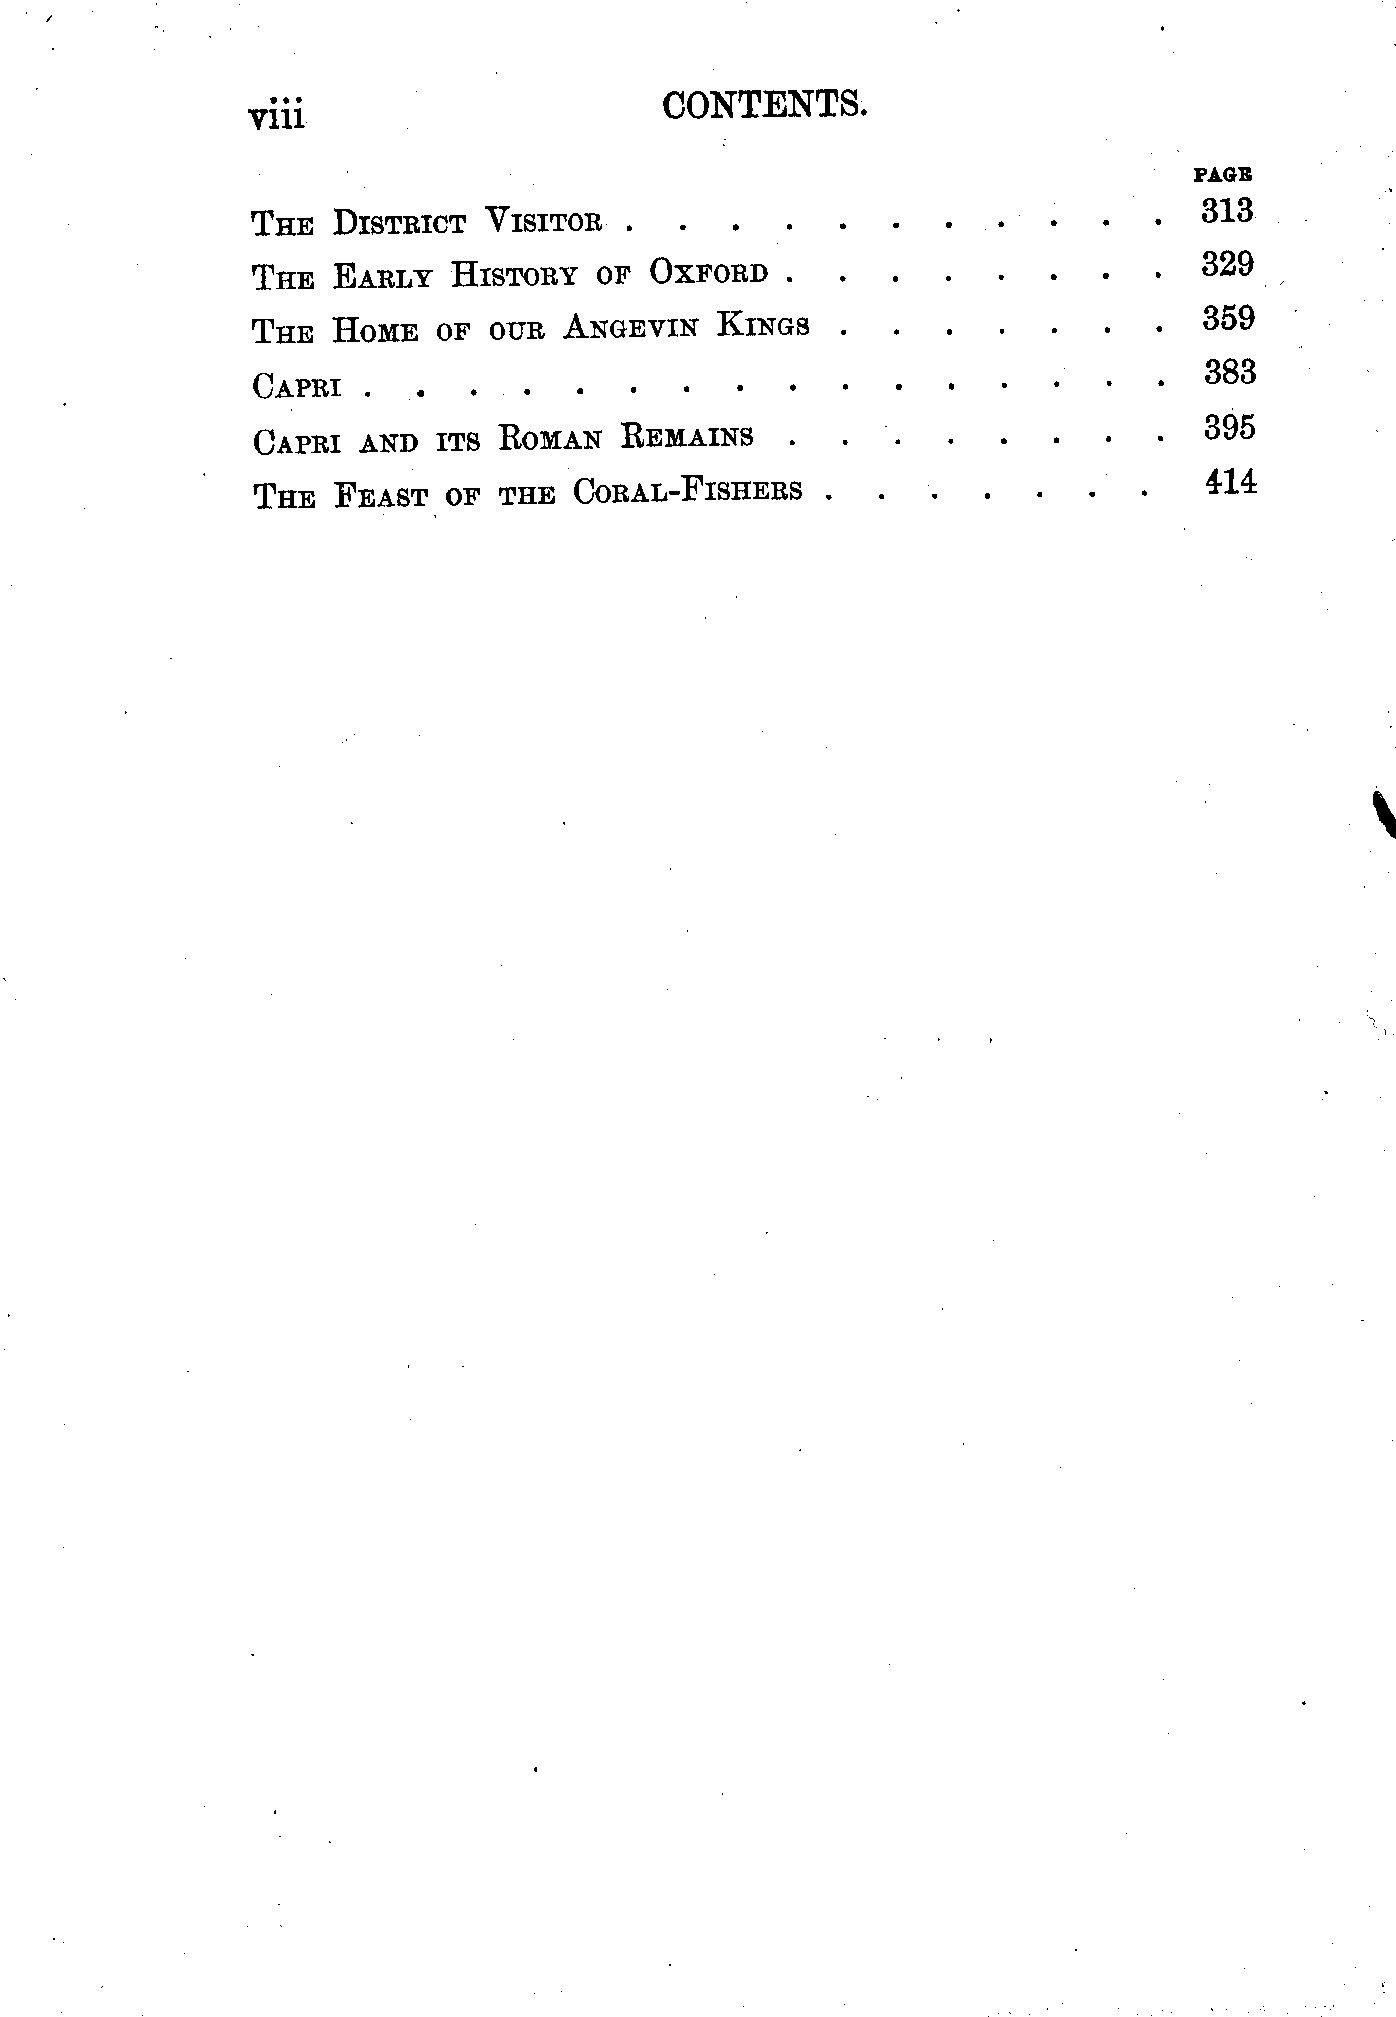 viii CONTENTS.
PAGE
The District Visitor . . . . . . . . . . . 313
The Early History of Oxford . . . . . . . . 329
The Home of our Angevin Kings . . . . . . . 359
Capri . . . . . . . . . . . . . . . . 383
Capri and its Roman Remains . . . . . . . . 395
The Feast of the Coral-Fishers . . . . . . . 414